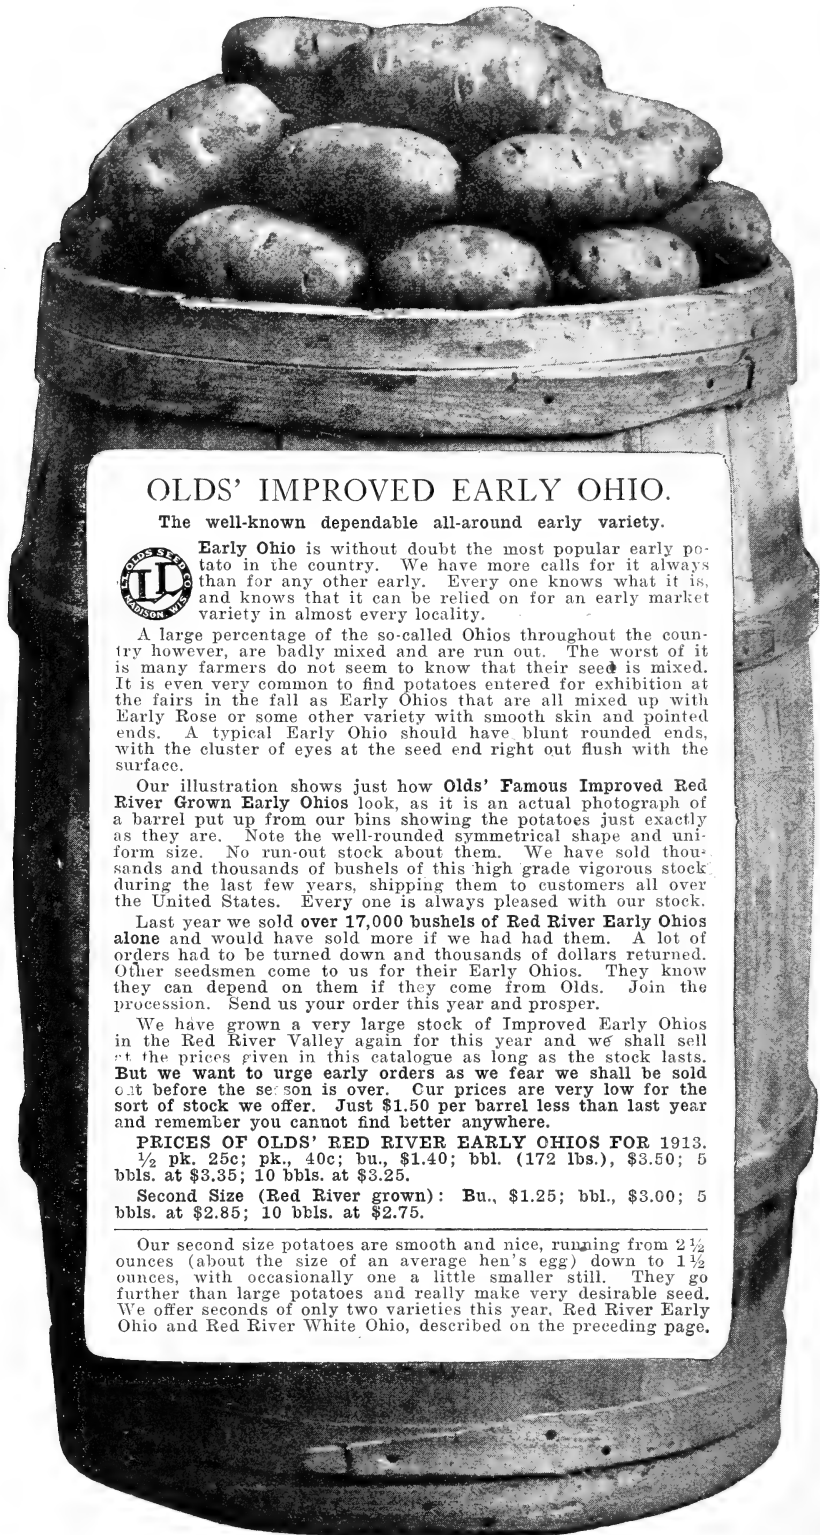 OLDS' IMPROVED EARLY OHIO.
The well-known dependable all-around early variety.
L. L. OLDS SEED CO
MADISON, WIS.
Early Ohio is without doubt the most popular early po-
tato in the country. We have more calls for it always
than for any other early. Every one knows what it is,
and knows that it can be relied on for an early market
variety in almost every locality.
A large percentage of the so-called Ohios throughout the coun-
try however, are badly mixed and are run out. The worst of it
is many farmers do not seem to know that their seed is mixed.
It is even very common to find potatoes entered for exhibition at
the fairs in the fall as Early Ohios that are all mixed up with
Early Rose or some other variety with smooth skin and pointed
ends. A typical Early Ohio should have blunt rounded ends,
with the cluster of eyes at the seed end right out flush with the
surface.
Our illustration shows just how Olds' Famous Improved Red
River Grown Early Ohios look, as it is an actual photograph of
a barrel put up from our bins showing the potatoes just exactly
as they are. Note the well-rounded symmetrical shape and uni-
form size. No run-out stock about them. We have sold thou-
sands and thousands of bushels of this high grade vigorous stock
during the last few years, shipping them to customers all over
the United States. Every one is always pleased with our stock.
Last year we sold over 17,000 bushels of Red River Early Ohios
alone and would have sold more if we had had them. A lot of
orders had to be turned down and thousands of dollars returned.
Other seedsmen come to us for their Early Ohios. They know
they can depend on them if they come from Olds. Join the
procession. Send us your order this year and prosper.
We have grown a very large stock of Improved Early Ohios
in the Red River Valley again for this year and we shall sell
at the prices given in this catalogue as long as the stock lasts.
But we want to urge early orders as we fear we shall be sold
out before the season is over. Our prices are very low for the
sort of stock we offer. Just $1.50 per barrel less than last year
and remember you cannot find better anywhere.
PRICES OF OLDS' RED RIVER EARLY OHIOS FOR 1913.
½ pk. 25c; pk., 40c; bu., $1.40; bbl. (172 lbs.), $3.50; 5
bbls. at $3.35; 10 bbls. at $3.25.
Second Size (Red River grown): Bu., $1.25; bbl., $3.00; 5
bbls. at $2.85; 10 bbls. at $2.75.
Our second size potatoes are smooth and nice, running from 2½
ounces (about the size of an average hen's egg) down to 1½
ounces, with occasionally one a little smaller still. They go
further than large potatoes and really make very desirable seed.
We offer seconds of only two varieties this year, Red River Early
Ohio and Red River White Ohio, described on the preceding page.